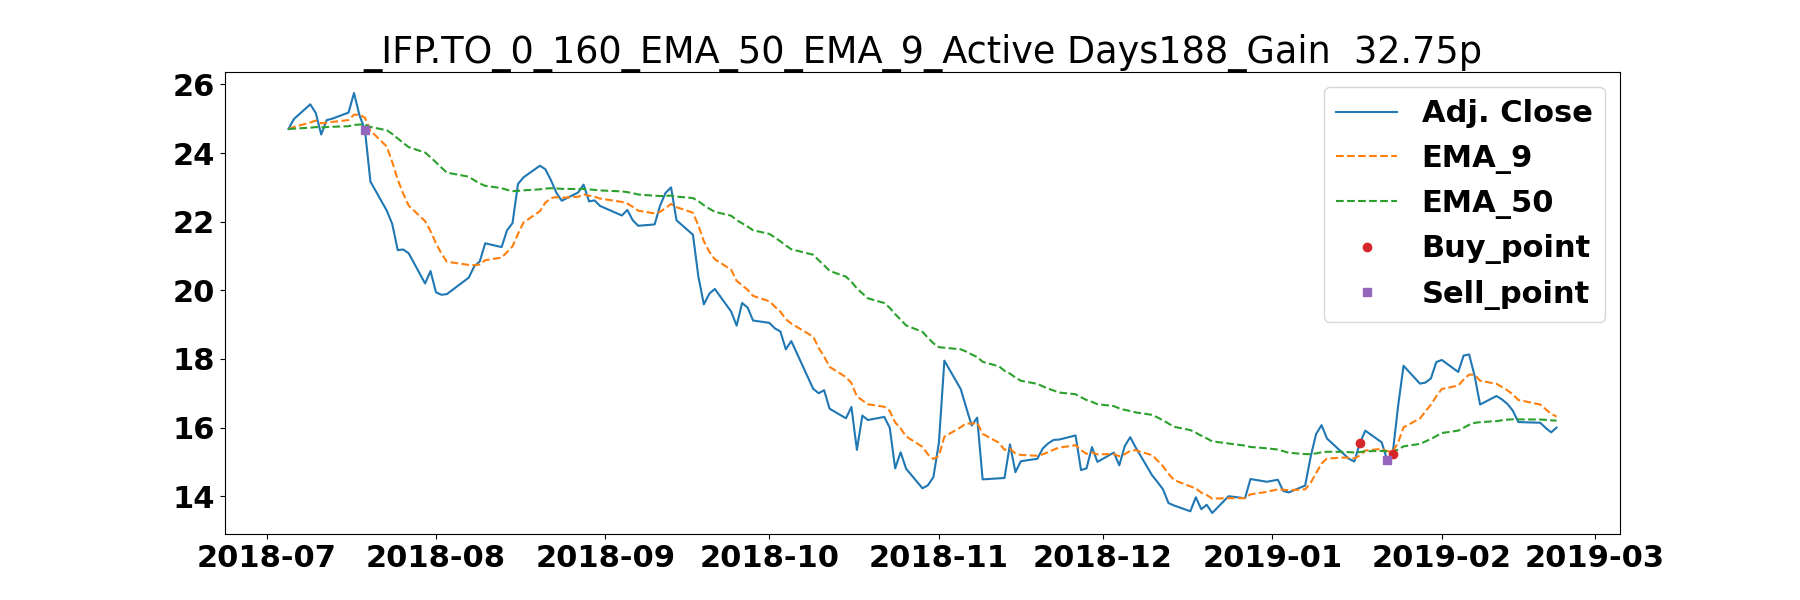 _IFP.TO_0_160_EMA_50_EMA_9_Active Days188_Gain  32.75p
26
24
22
20
18
16
14
Adj. Close
EMA_9
EMA_50
Buy_point
Sell_point
2018-07 2018-08 2018-09 2018-10 2018-11 2018-12 2019-01 2019-02 2019-03